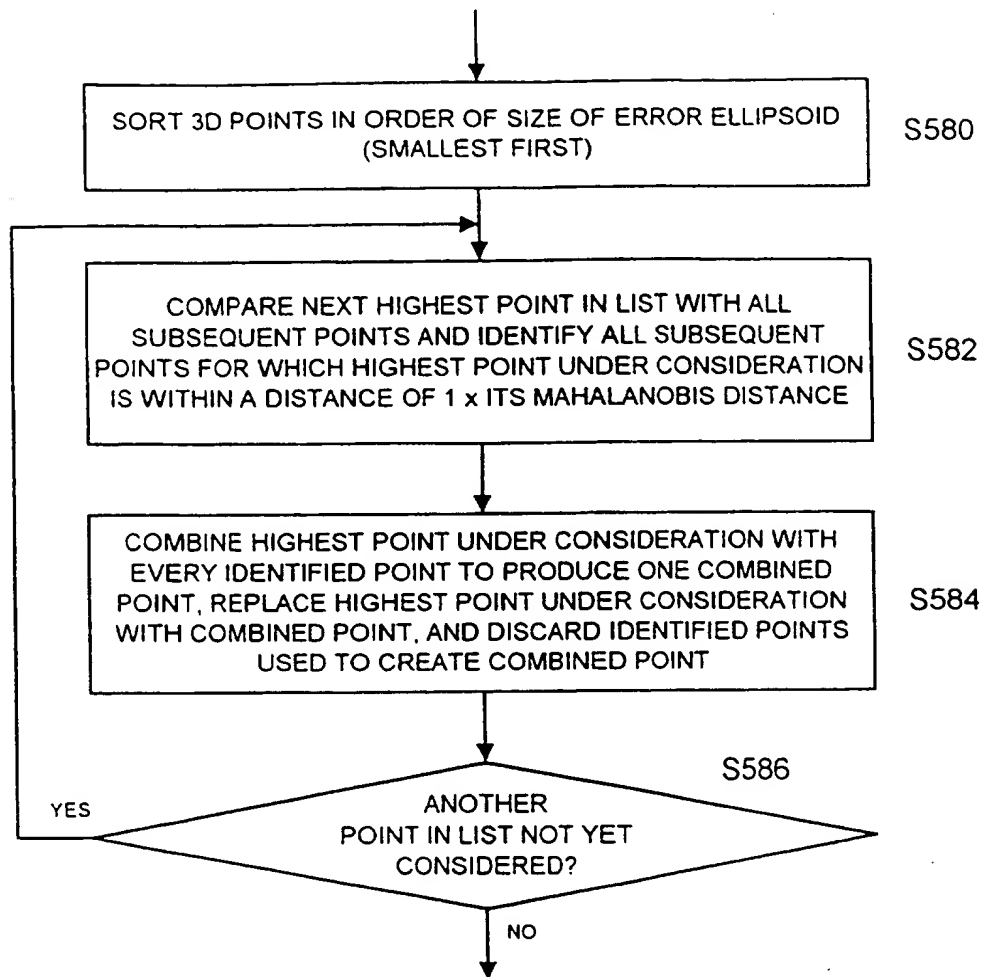 SORT 3D POINTS IN ORDER OF SIZE OF ERROR ELLIPSOID
(SMALLEST FIRST)
S580
COMPARE NEXT HIGHEST POINT IN LIST WITH ALL
SUBSEQUENT POINTS AND IDENTIFY ALL SUBSEQUENT
POINTS FOR WHICH HIGHEST POINT UNDER CONSIDERATION
IS WITHIN A DISTANCE OF 1 x ITS MAHALANOBIS DISTANCE
S582
COMBINE HIGHEST POINT UNDER CONSIDERATION WITH
EVERY IDENTIFIED POINT TO PRODUCE ONE COMBINED
POINT, REPLACE HIGHEST POINT UNDER CONSIDERATION
WITH COMBINED POINT, AND DISCARD IDENTIFIED POINTS
USED TO CREATE COMBINED POINT
S584
S586
YES
ANOTHER
POINT IN LIST NOT YET
CONSIDERED?
NO